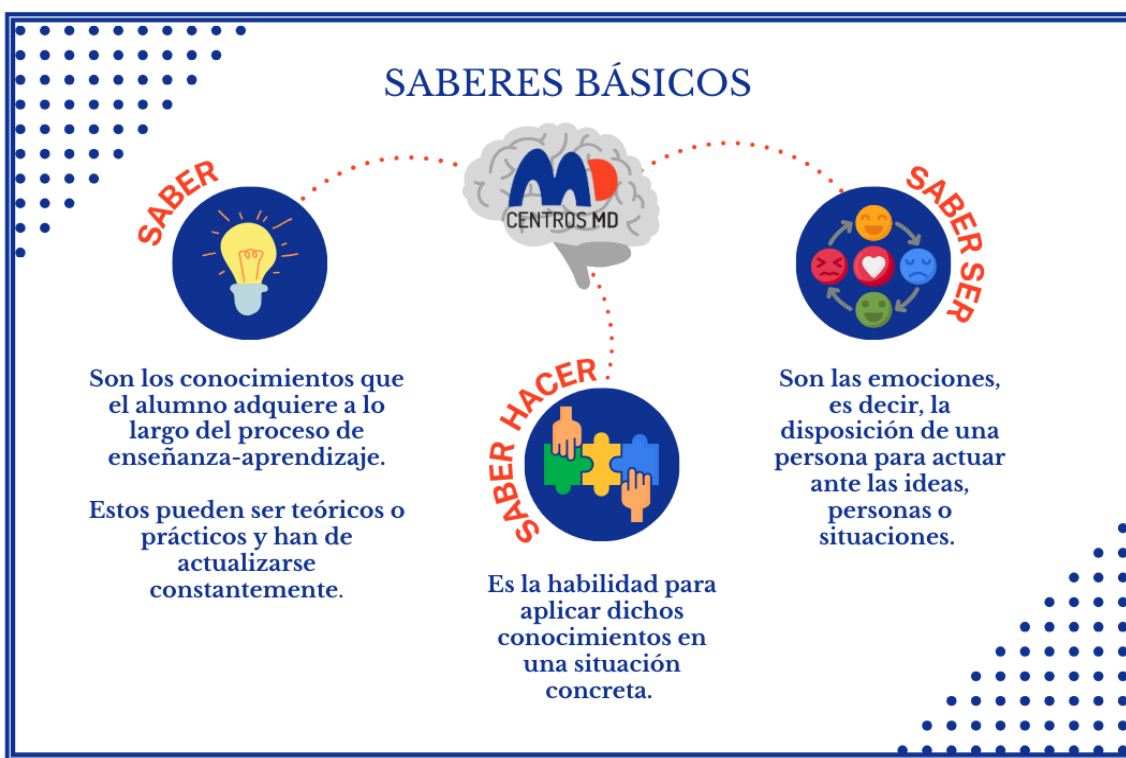 SABERES BÁSICOS
CENTROS MD
SABER
Son los conocimientos que
el alumno adquiere a lo
largo del proceso de
enseñanza-aprendizaje.
Estos pueden ser teóricos o
prácticos y han de
actualizarse
constantemente.
SABER HACER
Es la habilidad para
aplicar dichos
conocimientos en
una situación
concreta.
SABER SER
Son las emociones,
es decir, la
disposición de una
persona para actuar
ante las ideas,
personas o
situaciones.